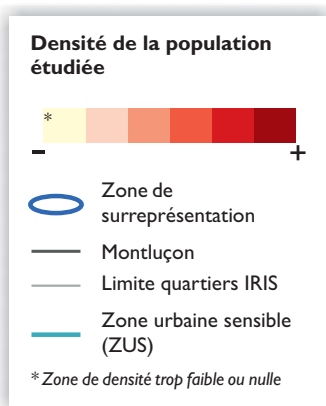 Densité de la population
étudiée
*
- +
Zone de
surreprésentation
Montluçon
Limite quartiers IRIS
Zone urbaine sensible
(ZUS)
* Zone de densité trop faible ou nulle